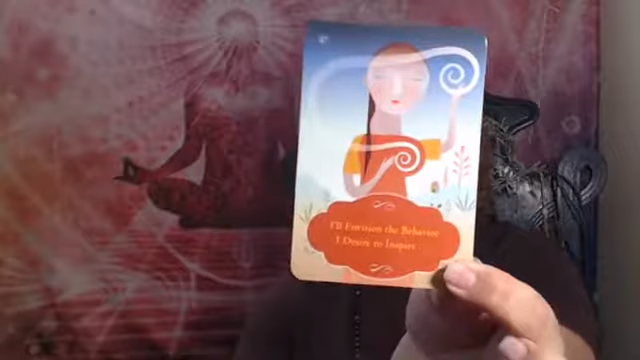 I'll Envision the Behavior
I Desire to Inspire